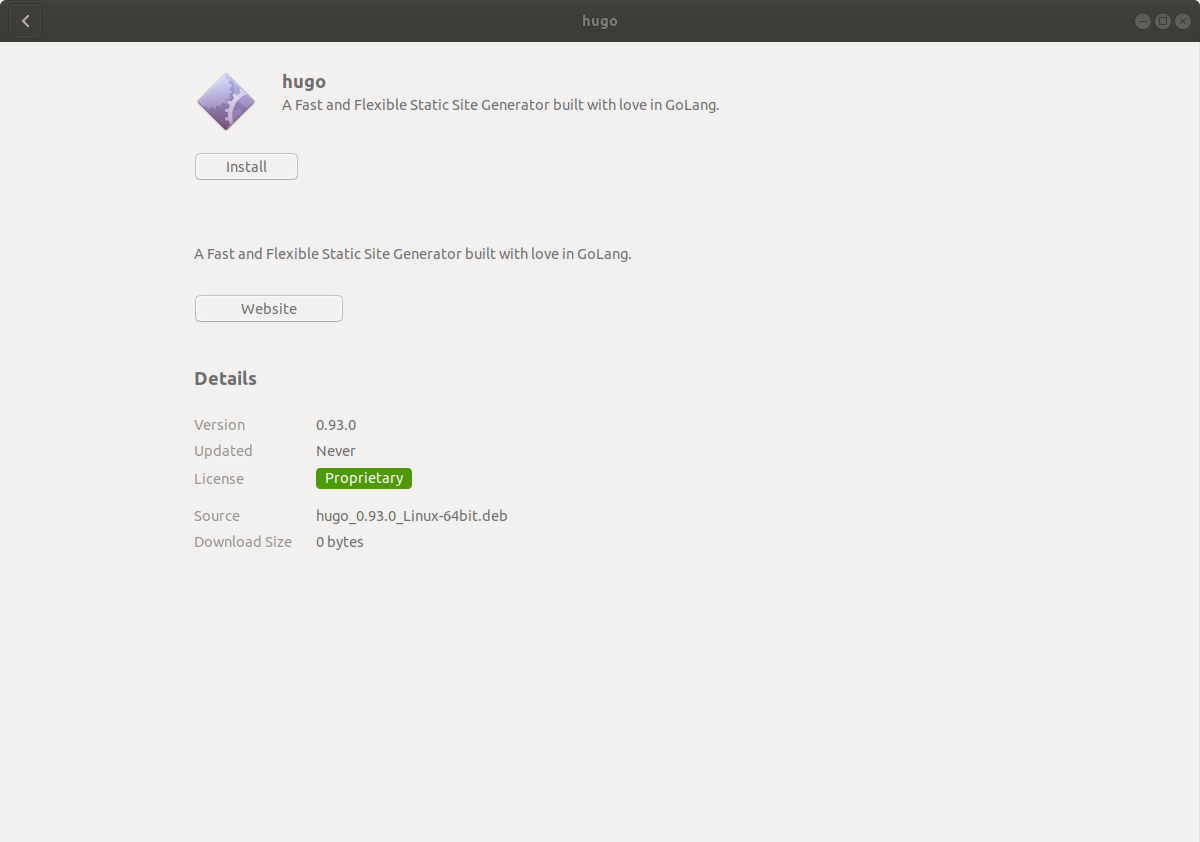 hugo
hugo
A Fast and Flexible Static Site Generator built with love in GoLang.
Install
A Fast and Flexible Static Site Generator built with love in GoLang.
Website
Details
Version 0.93.0
Updated Never
License Proprietary
Source hugo_0.93.0_Linux-64bit.deb
Download Size 0 bytes